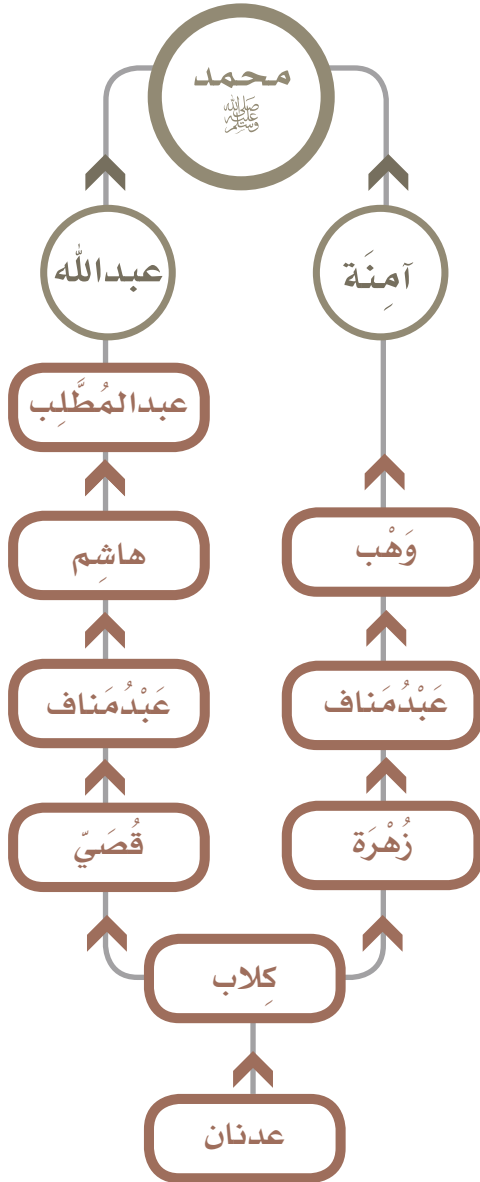 محمد
ﷺ
آمِنَة
عبدالله
عبدالمُطَّلِب
وَهْب
هاشِم
عَبْدُمَناف
عَبْدُمَناف
زُهْرَة
قُصَيّ
كِلاب
عدنان